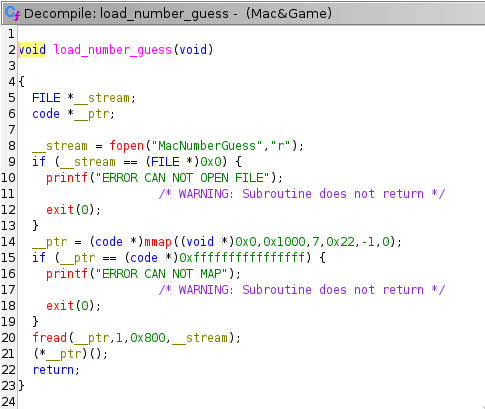 Decompile: load_number_guess - (Mac&Game)
1
2 void load_number_guess(void)
3
4 {
5 FILE *__stream;
6 code *__ptr;
7
8 __stream = fopen("MacNumberGuess","r");
9 if (__stream == (FILE *)0x0) {
10 printf("ERROR CAN NOT OPEN FILE");
11 /* WARNING: Subroutine does not return */
12 exit(0);
13 }
14 __ptr = (code *)mmap((void *)0x0,0x1000,7,0x22,-1,0);
15 if (__ptr == (code *)0xffffffffffffffff) {
16 printf("ERROR CAN NOT MAP");
17 /* WARNING: Subroutine does not return */
18 exit(0);
19 }
20 fread(__ptr,1,0x800,__stream);
21 (*__ptr)();
22 return;
23 }
24